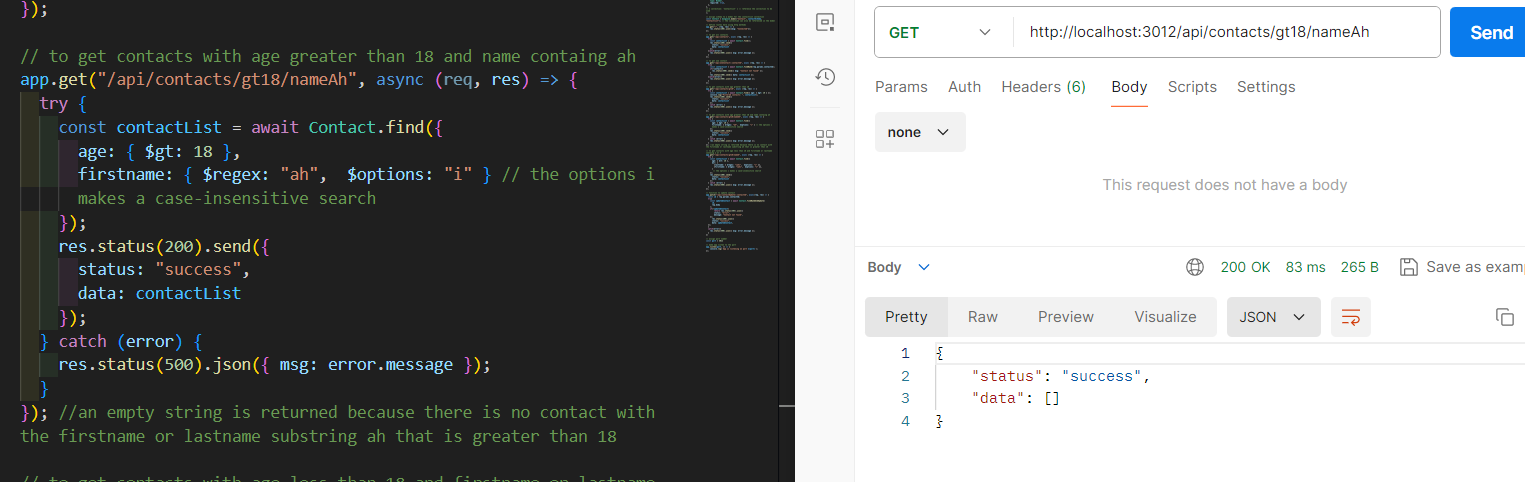 });
// to get contacts with age greater than 18 and name containg ah
app.get("/api/contacts/gt18/nameAh", async (req, res) => {
try {
const contactList = await Contact.find({
age: { $gt: 18 },
firstname: { $regex: "ah",  $options: "i" } // the options i
makes a case-insensitive search
});
res.status(200).send({
status: "success",
data: contactList
});
} catch (error) {
res.status(500).json({ msg: error.message });
}
}); //an empty string is returned because there is no contact with
the firstname or lastname substring ah that is greater than 18
// to get contacts with age less than 18 and firstname or lastname
GET
http://localhost:3012/api/contacts/gt18/nameAh
Send
Params Auth Headers (6) Body Scripts Settings
none
This request does not have a body
Body
200 OK 83 ms 265 B Save as examp
Pretty Raw Preview Visualize JSON
1 {
2 "status": "success",
3 "data": []
4 }